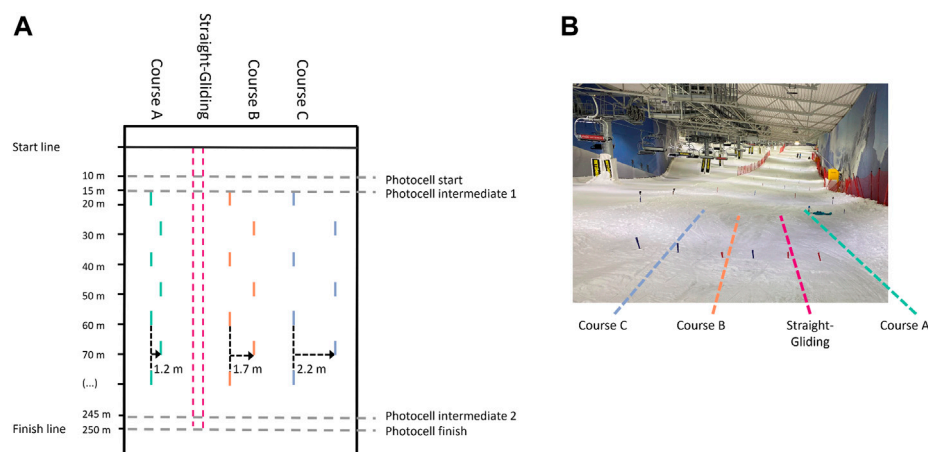 A
B
Course A
Straight-Gliding
Course B
Course C
Start line
10 m
Photocell start
15 m
Photocell intermediate 1
20 m
30 m
40 m
50 m
60 m
70 m
1.2 m
1.7 m
2.2 m
(...)
245 m
Photocell intermediate 2
Finish line
250 m
Photocell finish
Course C
Course B
Straight-
Gliding
Course A